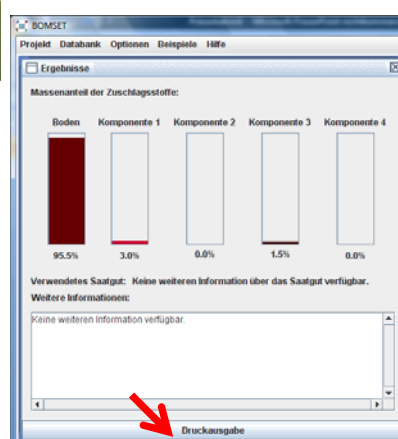 BOMSET
Projekt Databank Optionen Beispiele Hilfe
Ergebnisse
Massenanteil der Zuschlagsstoffe:
Boden Komponente 1 Komponente 2 Komponente 3 Komponente 4
95.5% 3.0% 0.0% 1.5% 0.0%
Verwendetes Saatgut: Keine weiteren Information über das Saatgut verfügbar.
Weitere Informationen:
Keine weiteren Information verfügbar.
Druckausgabe